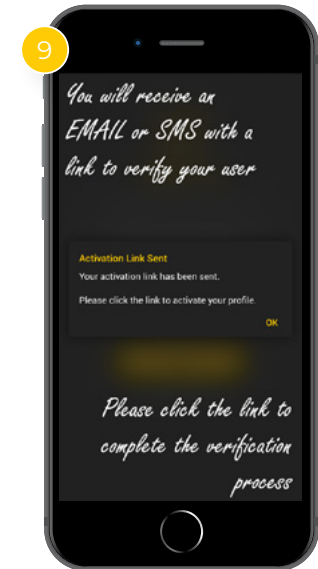 9
You will receive an
EMAIL or SMS with a
link to verify your user
Activation Link Sent
Your activation link has been sent.
Please click the link to activate your profile.
OK
Please click the link to
complete the verification
process